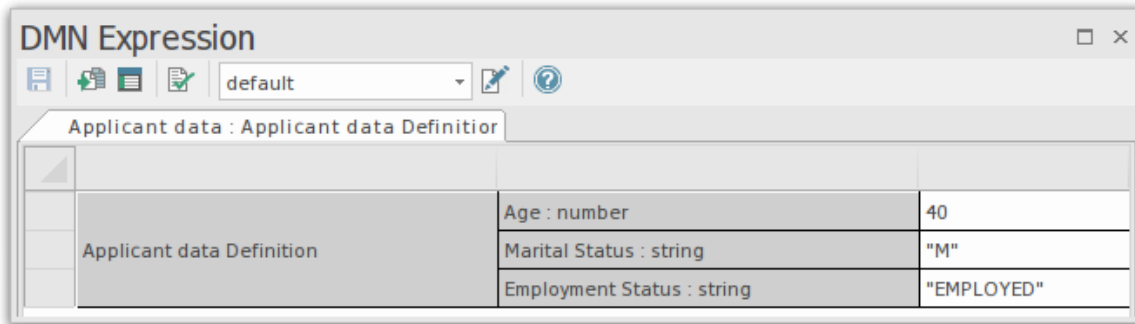 DMN Expression
default
Applicant data : Applicant data Definition
Age : number 40
Applicant data Definition Marital Status : string "M"
Employment Status : string "EMPLOYED"